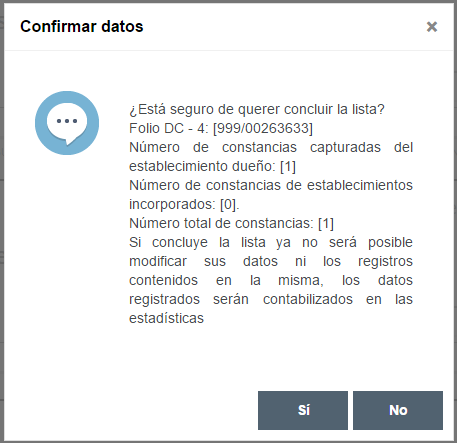 Confirmar datos ×
¿Está seguro de querer concluir la lista?
Folio DC - 4: [999/00263633]
Número de constancias capturadas del
establecimiento dueño: [1]
Número de constancias de establecimientos
incorporados: [0].
Número total de constancias: [1]
Si concluye la lista ya no será posible
modificar sus datos ni los registros
contenidos en la misma, los datos
registrados serán contabilizados en las
estadísticas
Sí No